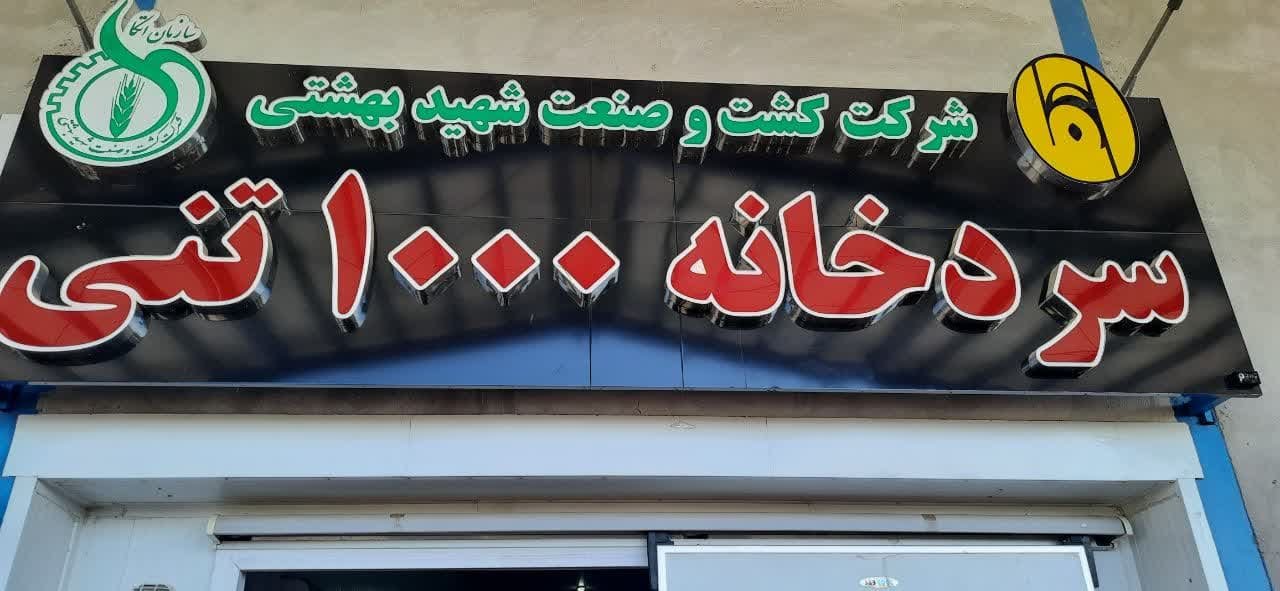 سازمان اتکا
شرکت کشت و صنعت شهید بهشتی
سردخانه ۱۰۰۰ تنی